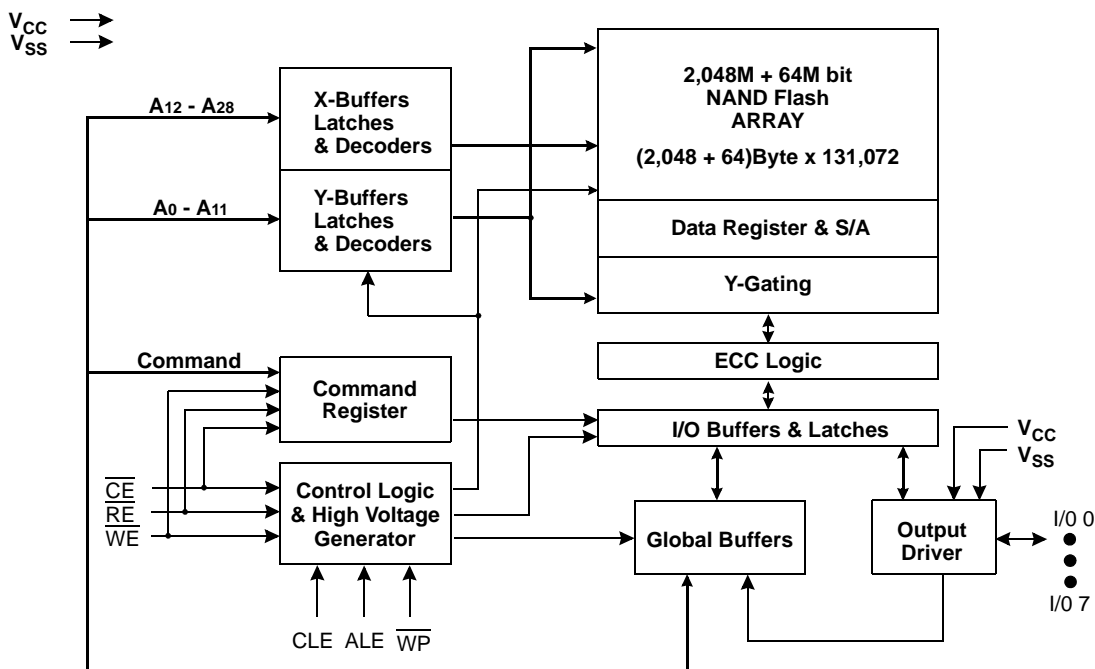 VCC
VSS
A12 - A28
X-Buffers
Latches
& Decoders
A0 - A11
Y-Buffers
Latches
& Decoders
2,048M + 64M bit
NAND Flash
ARRAY
(2,048 + 64)Byte x 131,072
Data Register & S/A
Y-Gating
ECC Logic
Command
Command
Register
I/O Buffers & Latches
VCC
VSS
CE
RE
WE
Control Logic
& High Voltage
Generator
Global Buffers
Output
Driver
I/0 0
I/0 7
CLE ALE WP